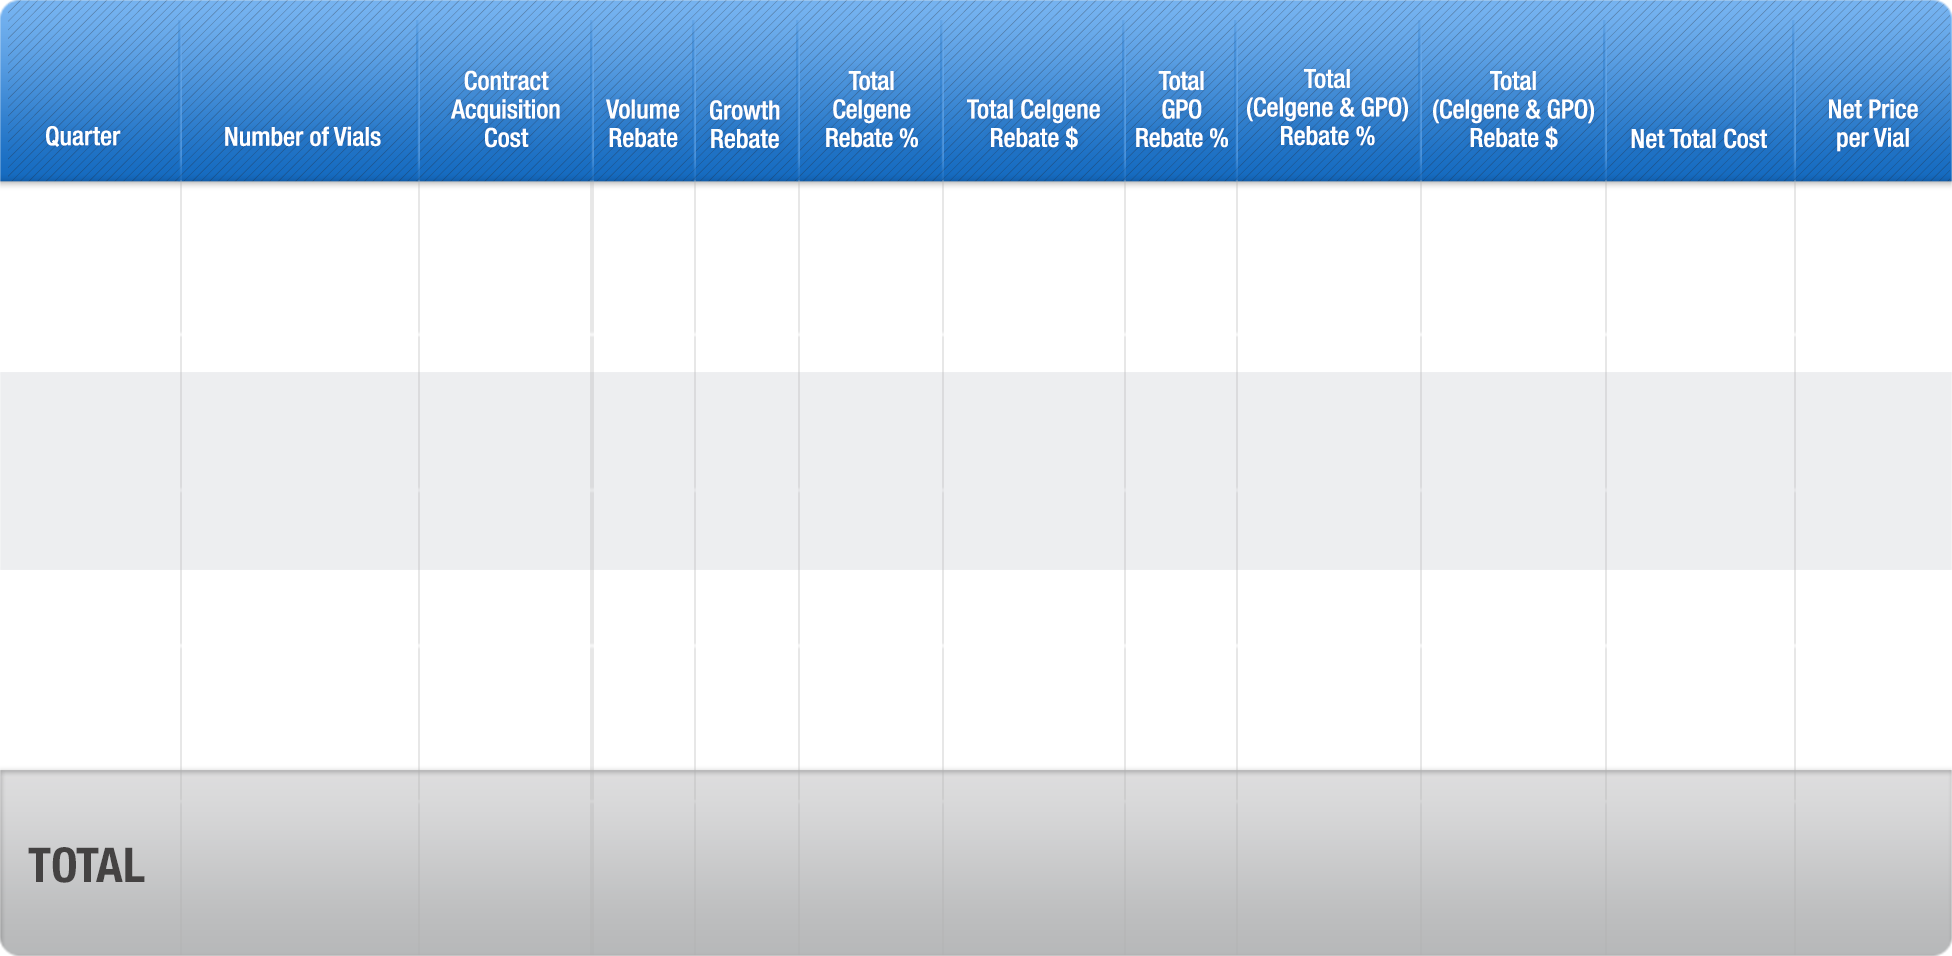 Quarter
Number of Vials
Contract
Acquisition
Cost
Volume
Rebate
Growth
Rebate
Total
Celgene
Rebate %
Total Celgene
Rebate $
Total
GPO
Rebate %
Total
(Celgene & GPO)
Rebate %
Total
(Celgene & GPO)
Rebate $
Net Total Cost
Net Price
per Vial
TOTAL